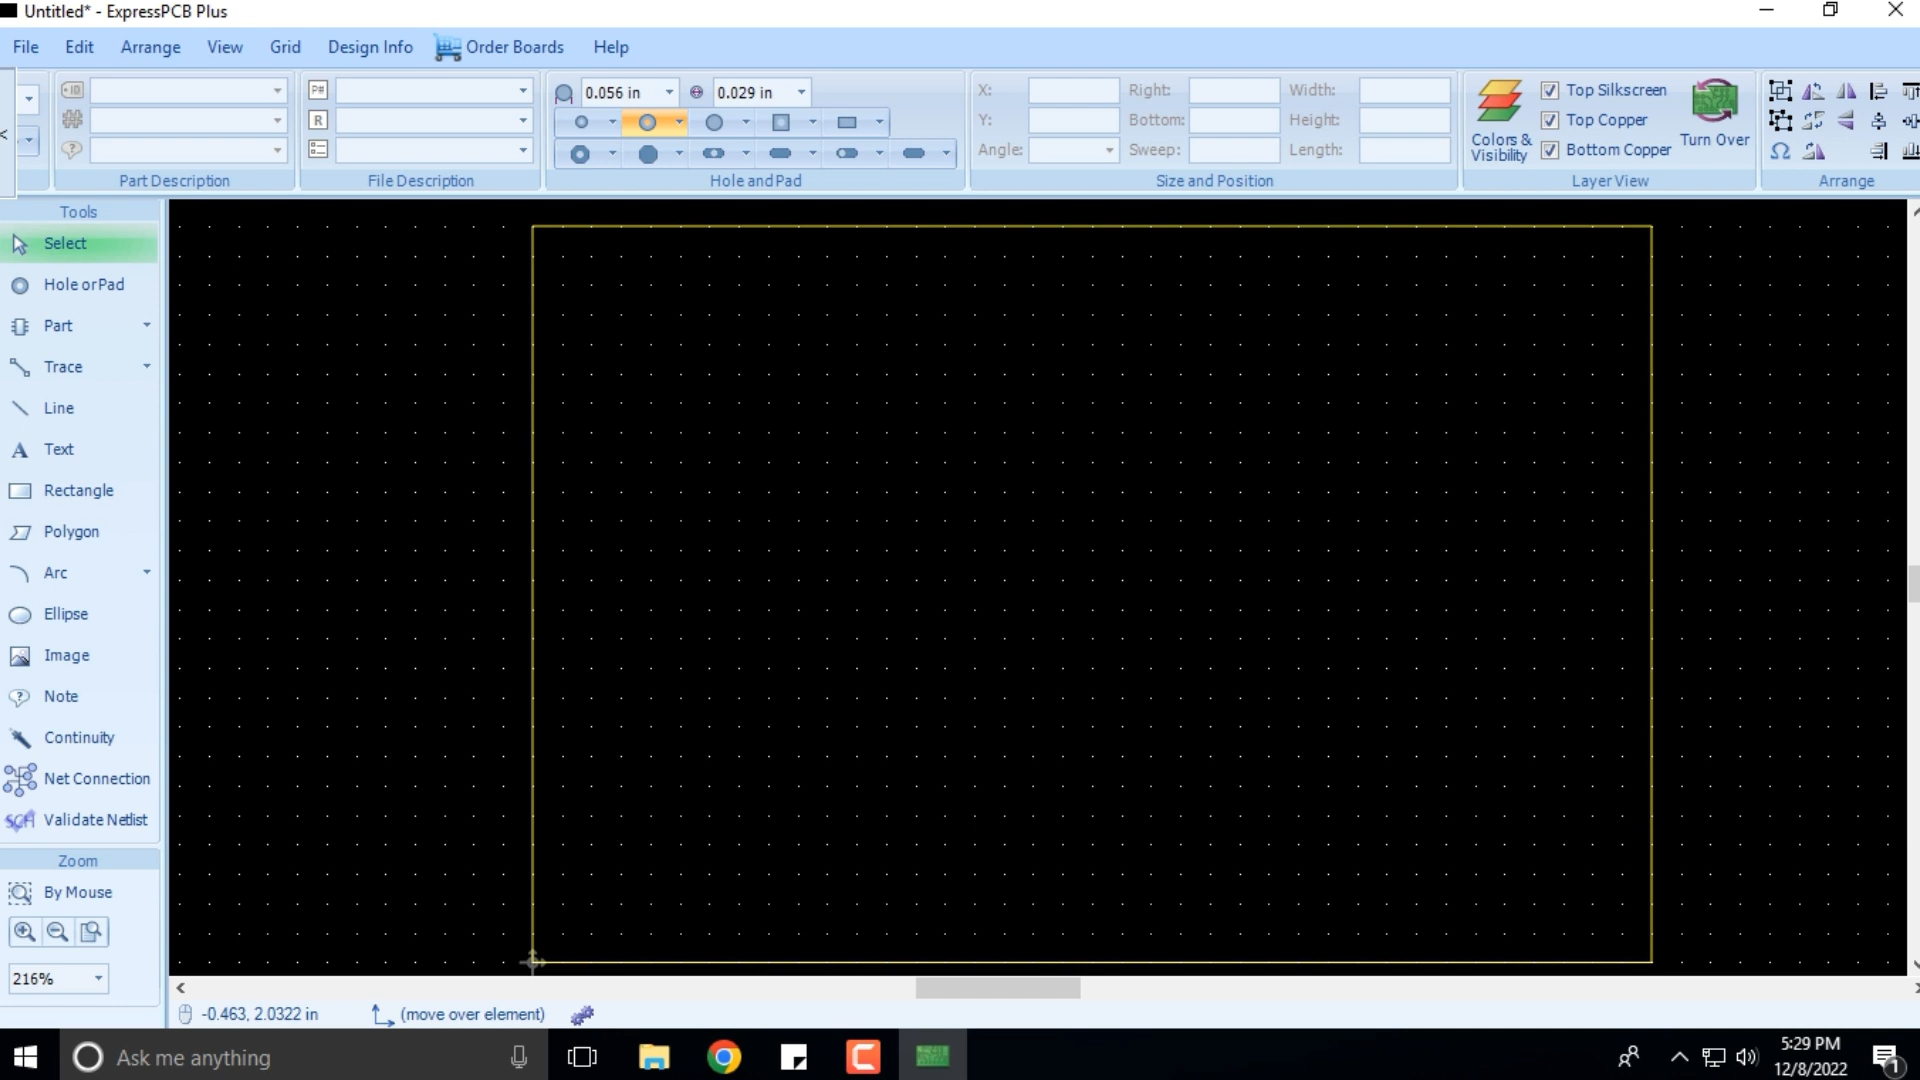 Untitled* - ExpressPCB Plus
File Edit Arrange View Grid Design Info Order Boards Help
ID P# 0.056 in 0.029 in X: Right: Width: Top Silkscreen
R Y: Bottom: Height: Colors & Visibility Top Copper Turn Over
? Angle: Sweep: Length: Bottom Copper
Part Description File Description Hole and Pad Size and Position Layer View Arrange
Tools
Select
Hole or Pad
Part
Trace
Line
A Text
Rectangle
Polygon
Arc
Ellipse
Image
? Note
Continuity
Net Connection
Validate Netlist
Zoom
By Mouse
216%
-0.463, 2.0322 in (move over element)
Ask me anything
5:29 PM
12/8/2022
1